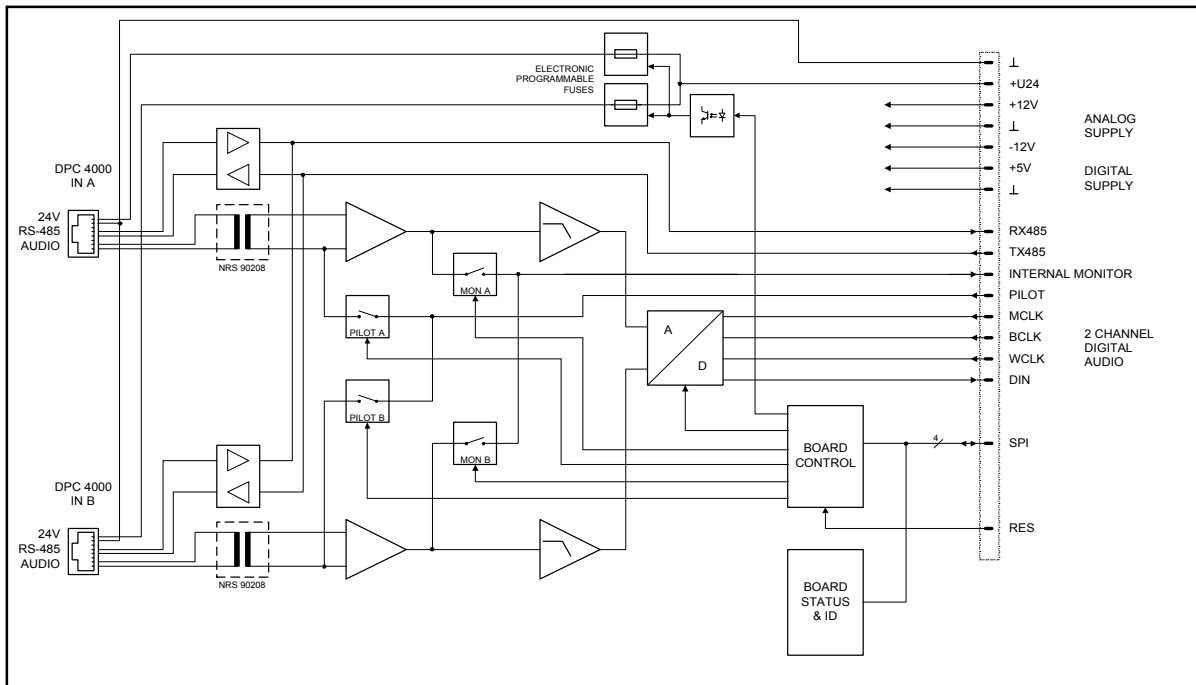 ELECTRONIC
PROGRAMMABLE
FUSES
⊥
+U24
+12V
⊥
-12V
+5V
⊥
ANALOG
SUPPLY
DIGITAL
SUPPLY
DPC 4000
IN A
24V
RS-485
AUDIO
NRS 90208
RX485
TX485
INTERNAL MONITOR
PILOT
MCLK
BCLK
WCLK
DIN
2 CHANNEL
DIGITAL
AUDIO
MON A
PILOT A
A
D
PILOT B
MON B
BOARD
CONTROL
4
SPI
RES
DPC 4000
IN B
24V
RS-485
AUDIO
NRS 90208
BOARD
STATUS
& ID